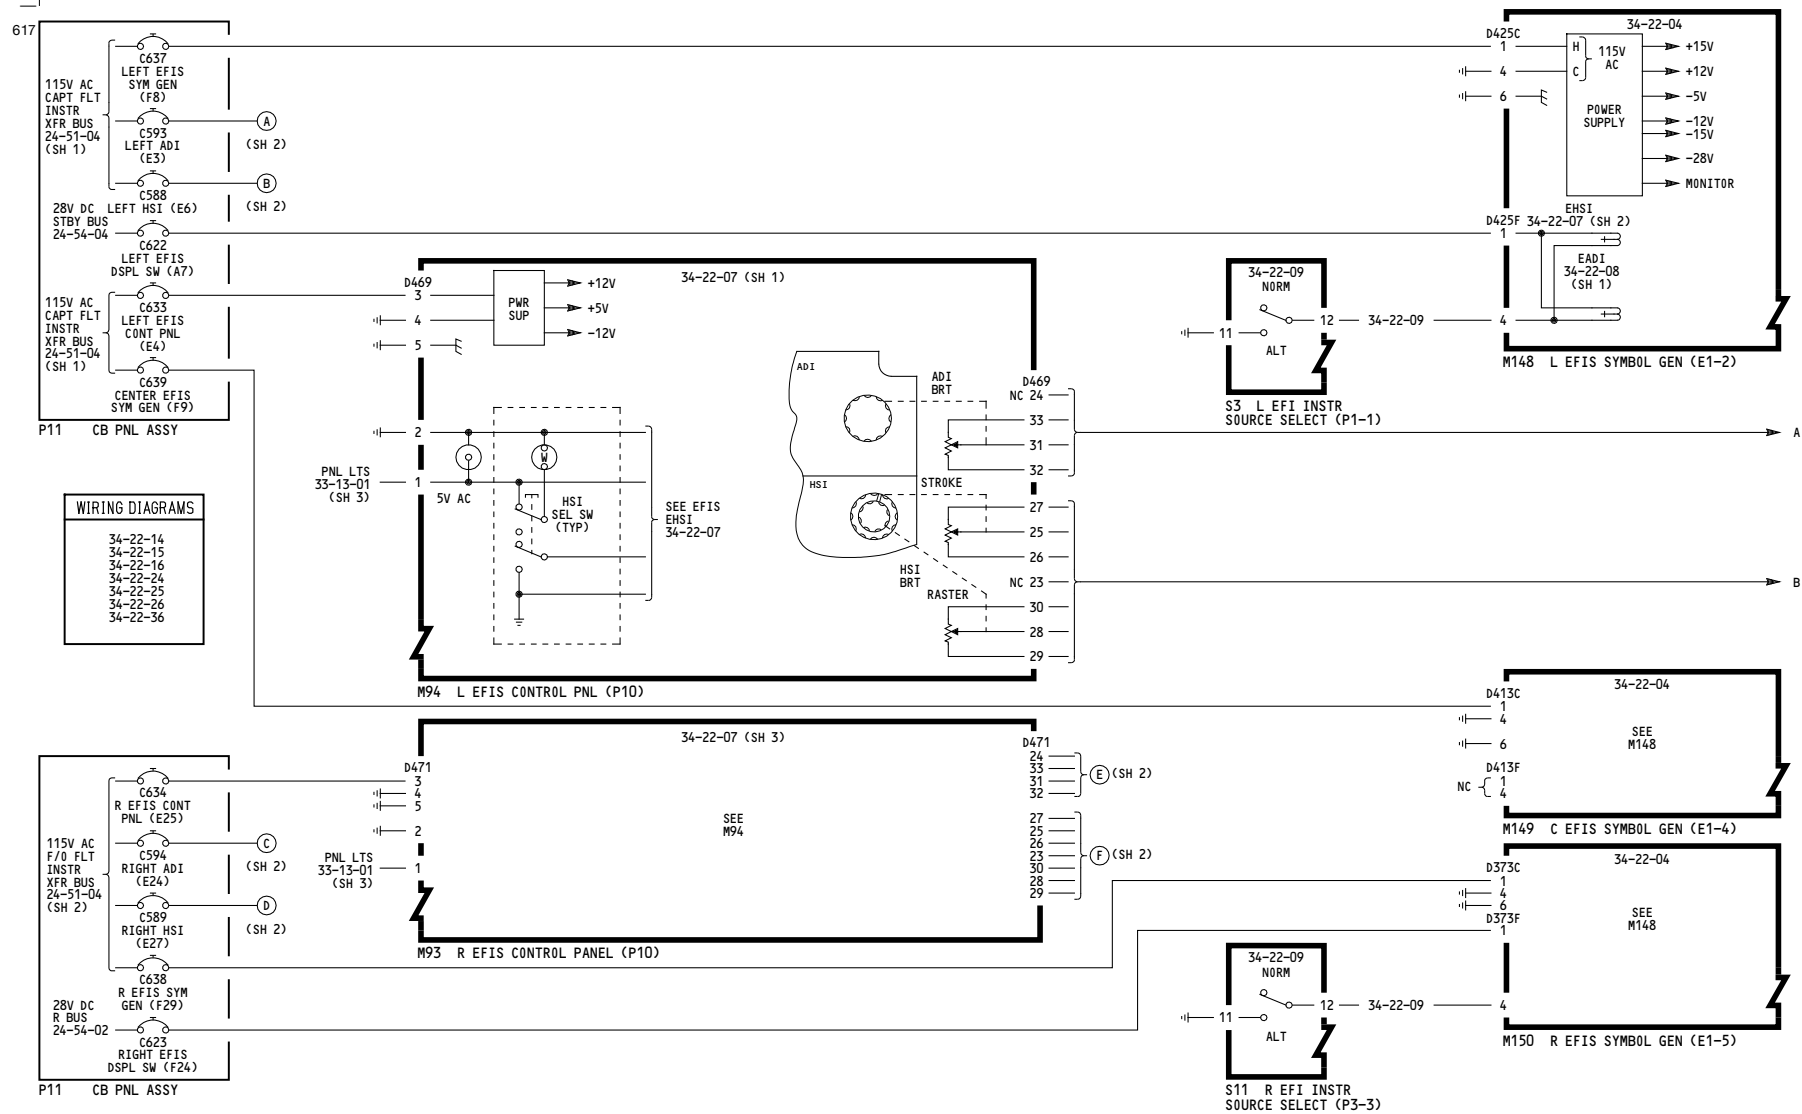 617
C637
LEFT EFIS
SYM GEN
(F8)
115V AC
CAPT FLT
INSTR
XFR BUS
24-51-04
(SH 1)
C593
LEFT ADI
(E3)
A
(SH 2)
C588
LEFT HSI (E6)
B
(SH 2)
28V DC
STBY BUS
24-54-04
C622
LEFT EFIS
DSPL SW (A7)
115V AC
CAPT FLT
INSTR
XFR BUS
24-51-04
(SH 1)
C633
LEFT EFIS
CONT PNL
(E4)
C639
CENTER EFIS
SYM GEN (F9)
P11 CB PNL ASSY
WIRING DIAGRAMS
34-22-14
34-22-15
34-22-16
34-22-24
34-22-25
34-22-26
34-22-36
D469
3
4
5
2
1
PNL LTS
33-13-01
(SH 3)
34-22-07 (SH 1)
PWR
SUP
+12V
+5V
-12V
5V AC
W
HSI
SEL SW
(TYP)
SEE EFIS
EHSI
34-22-07
ADI
HSI
ADI
BRT
STROKE
HSI
BRT
RASTER
D469
NC 24
33
31
32
27
25
26
NC 23
30
28
29
A
B
M94 L EFIS CONTROL PNL (P10)
34-22-09
NORM
11
12
34-22-09
ALT
S3 L EFI INSTR
SOURCE SELECT (P1-1)
34-22-04
D425C
1
4
6
H
C
115V
AC
POWER
SUPPLY
+15V
+12V
-5V
-12V
-15V
-28V
MONITOR
EHSI
34-22-07 (SH 2)
D425F
1
4
EADI
34-22-08
(SH 1)
M148 L EFIS SYMBOL GEN (E1-2)
34-22-04
D413C
1
4
6
D413F
NC
1
4
SEE
M148
M149 C EFIS SYMBOL GEN (E1-4)
C634
R EFIS CONT
PNL (E25)
115V AC
F/O FLT
INSTR
XFR BUS
24-51-04
(SH 2)
C594
RIGHT ADI
(E24)
C
(SH 2)
C589
RIGHT HSI
(E27)
D
(SH 2)
C638
R EFIS SYM
GEN (F29)
28V DC
R BUS
24-54-02
C623
RIGHT EFIS
DSPL SW (F24)
P11 CB PNL ASSY
34-22-07 (SH 3)
D471
3
4
5
2
1
PNL LTS
33-13-01
(SH 3)
SEE
M94
D471
24
33
31
32
E (SH 2)
27
25
26
23
30
28
29
F (SH 2)
M93 R EFIS CONTROL PANEL (P10)
34-22-04
D373C
1
4
6
D373F
1
4
SEE
M148
M150 R EFIS SYMBOL GEN (E1-5)
34-22-09
NORM
11
12
34-22-09
ALT
S11 R EFI INSTR
SOURCE SELECT (P3-3)